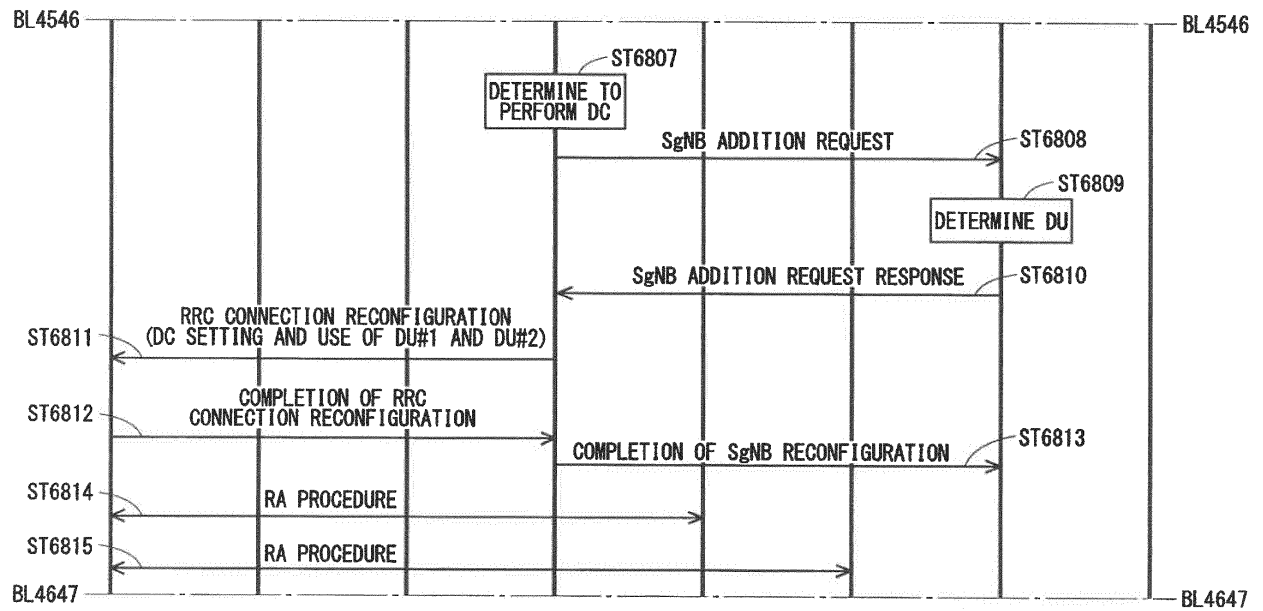 BL4546
BL4546
ST6807
DETERMINE TO
PERFORM DC
SgNB ADDITION REQUEST
ST6808
ST6809
DETERMINE DU
SgNB ADDITION REQUEST RESPONSE
ST6810
RRC CONNECTION RECONFIGURATION
(DC SETTING AND USE OF DU#1 AND DU#2)
ST6811
COMPLETION OF RRC
CONNECTION RECONFIGURATION
ST6812
COMPLETION OF SgNB RECONFIGURATION
ST6813
ST6814
RA PROCEDURE
ST6815
RA PROCEDURE
BL4647
BL4647